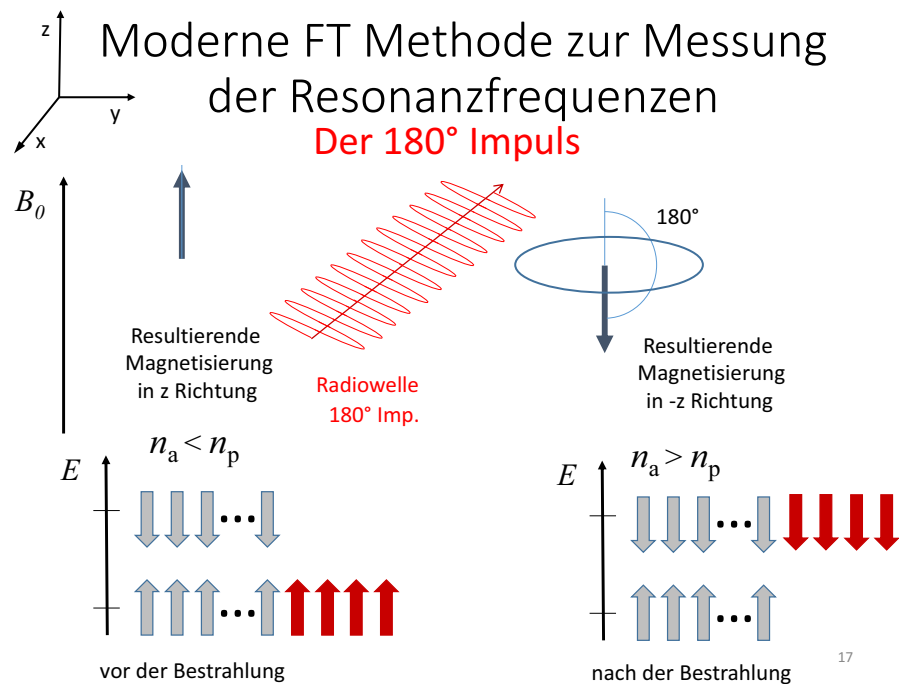 Moderne FT Methode zur Messung
der Resonanzfrequenzen
Der 180° Impuls
z
y
x
B0
180°
Resultierende
Magnetisierung
in z Richtung
Radiowelle
180° Imp.
Resultierende
Magnetisierung
in -z Richtung
na < np
E
vor der Bestrahlung
na > np
E
nach der Bestrahlung
17